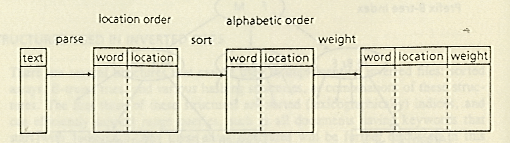 location order alphabetic order
parse sort weight
text word location word location word location weight